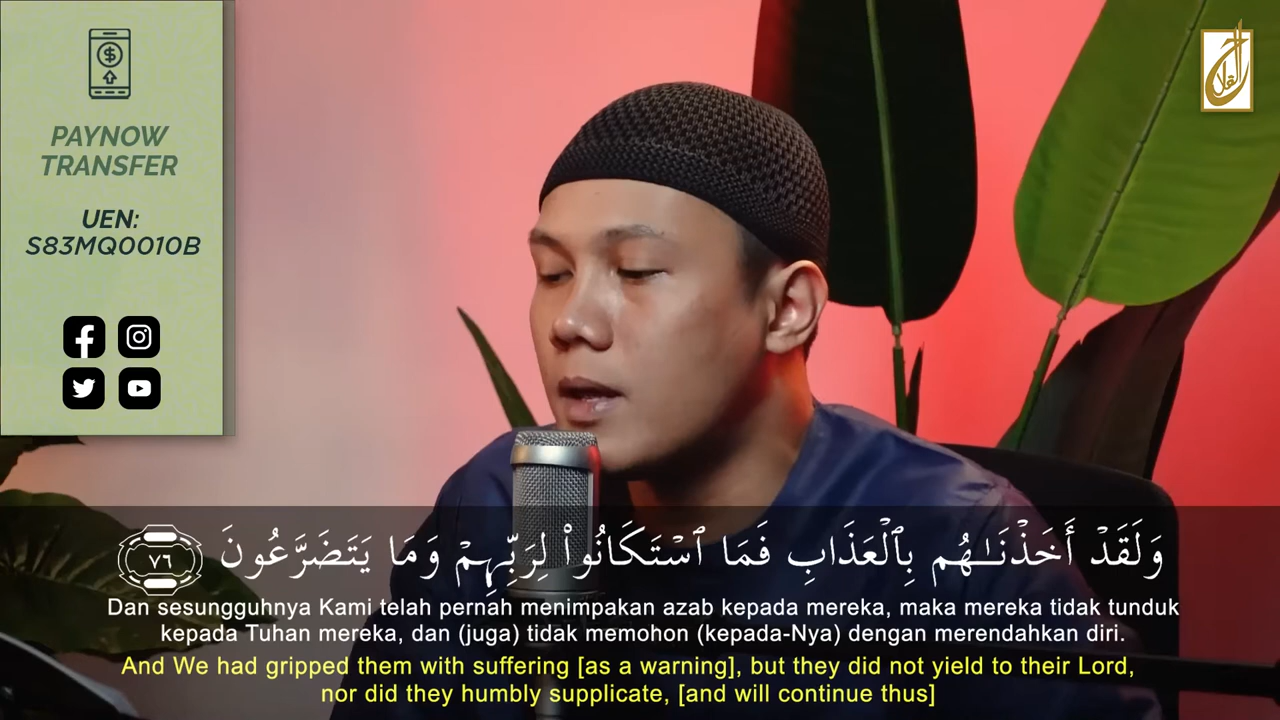 PAYNOW
TRANSFER
UEN:
S83MQ0010B
وَلَقَدْ أَخَذْنَـٰهُم بِٱلْعَذَابِ فَمَا ٱسْتَكَانُوا۟ لِرَبِّهِمْ وَمَا يَتَضَرَّعُونَ ٧٦
Dan sesungguhnya Kami telah pernah menimpakan azab kepada mereka, maka mereka tidak tunduk
kepada Tuhan mereka, dan (juga) tidak memohon (kepada-Nya) dengan merendahkan diri.
And We had gripped them with suffering [as a warning], but they did not yield to their Lord,
nor did they humbly supplicate, [and will continue thus]